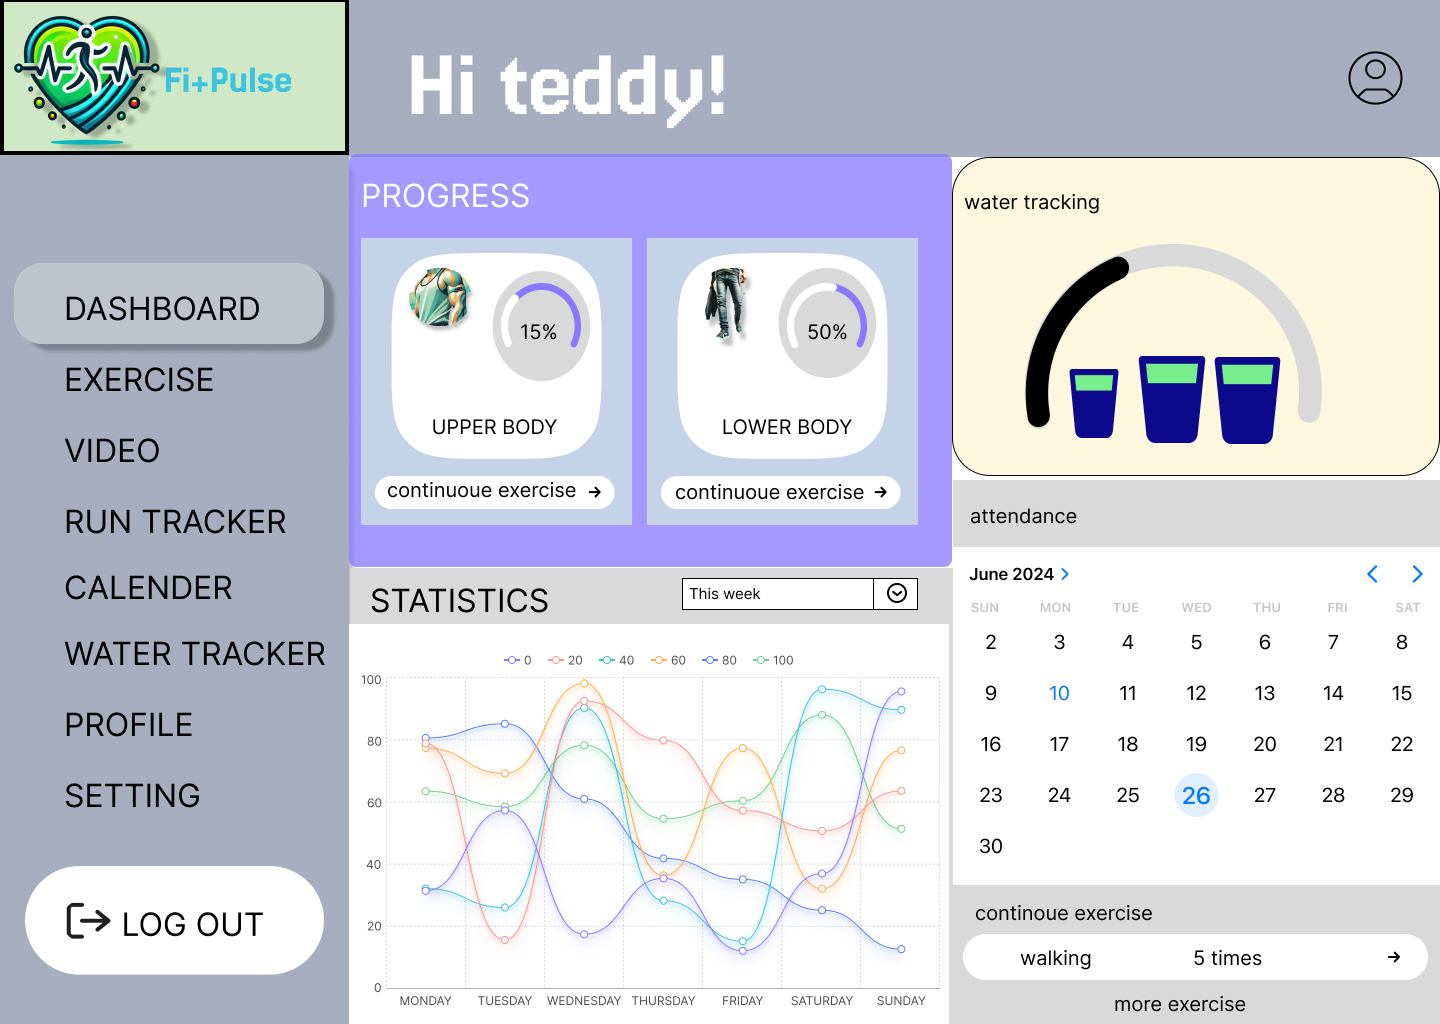 Fi+Pulse
Hi teddy!
DASHBOARD
EXERCISE
VIDEO
RUN TRACKER
CALENDER
WATER TRACKER
PROFILE
SETTING
LOG OUT
PROGRESS
15%
UPPER BODY
continuoue exercise
50%
LOWER BODY
continuoue exercise
STATISTICS
This week
0 20 40 60 80 100
100
80
60
40
20
0
MONDAY TUESDAY WEDNESDAY THURSDAY FRIDAY SATURDAY SUNDAY
water tracking
attendance
June 2024
SUN MON TUE WED THU FRI SAT
2 3 4 5 6 7 8
9 10 11 12 13 14 15
16 17 18 19 20 21 22
23 24 25 26 27 28 29
30
continoue exercise
walking 5 times
more exercise